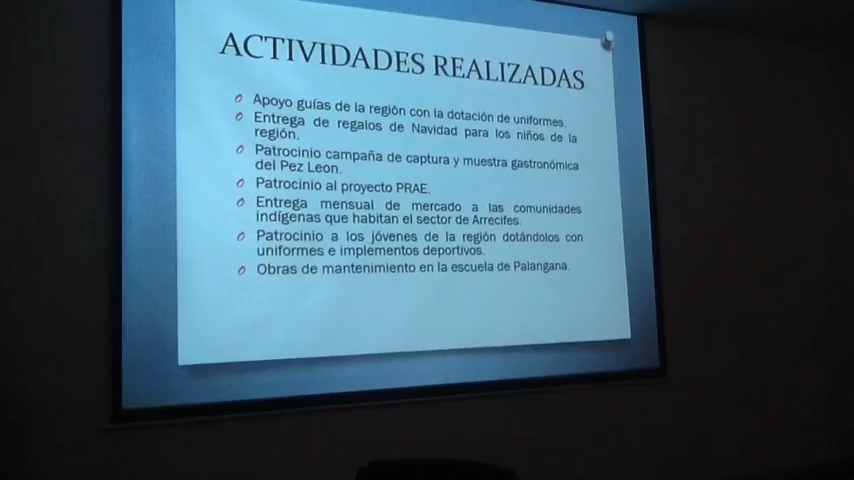 ACTIVIDADES REALIZADAS
Apoyo guías de la región con la dotación de uniformes.
Entrega de regalos de Navidad para los niños de la
región.
Patrocinio campaña de captura y muestra gastronómica
del Pez Leon.
Patrocinio al proyecto PRAE.
Entrega mensual de mercado a las comunidades
indígenas que habitan el sector de Arrecifes.
Patrocinio a los jóvenes de la región dotándolos con
uniformes e implementos deportivos.
Obras de mantenimiento en la escuela de Palangana.